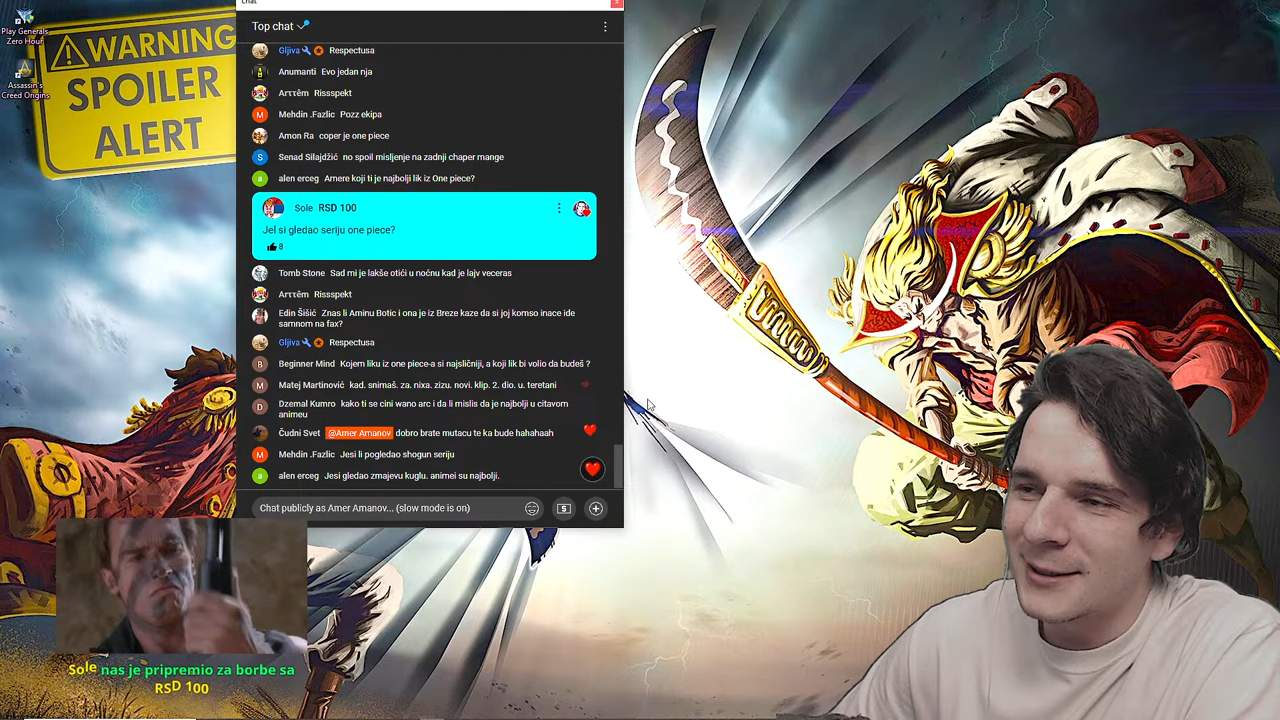 Play Generals
Zero Hour
Assassin's
Creed Origins
WARNING
SPOILER
ALERT
chat
Top chat
Gljiva Respectusa
Anumanti Evo jedan nja
Arттêm Rissspekt
Mehdin .Fazlic Pozz ekipa
Amon Ra coper je one piece
Senad Silajdžić no spoil misljenje na zadnji chaper mange
alen erceg Amere koji ti je najbolji lik iz One piece?
Sole RSD 100
Jel si gledao seriju one piece?
8
Tomb Stone Sad mi je lakše otići u noćnu kad je lajv veceras
Arттêm Rissspekt
Edin Šišić Znas li Aminu Botic i ona je iz Breze kaze da si joj komso inace ide
samnom na fax?
Gljiva Respectusa
Beginner Mind Kojem liku iz one piece-a si najsličniji, a koji lik bi volio da budeš ?
Matej Martinović kad. snimaš. za. nixa. zizu. novi. klip. 2. dio. u. teretani
Dzemal Kumro kako ti se cini wano arc i da li mislis da je najbolji u citavom
animeu
Čudni Svet @Amer Amanov dobro brate mutacu te ka bude hahahaah
Mehdin .Fazlic Jesi li pogledao shogun seriju
alen erceg Jesi gledao zmajevu kuglu. animei su najbolji.
Chat publicly as Amer Amanov... (slow mode is on)
Sole nas je pripremio za borbe sa
RSD 100